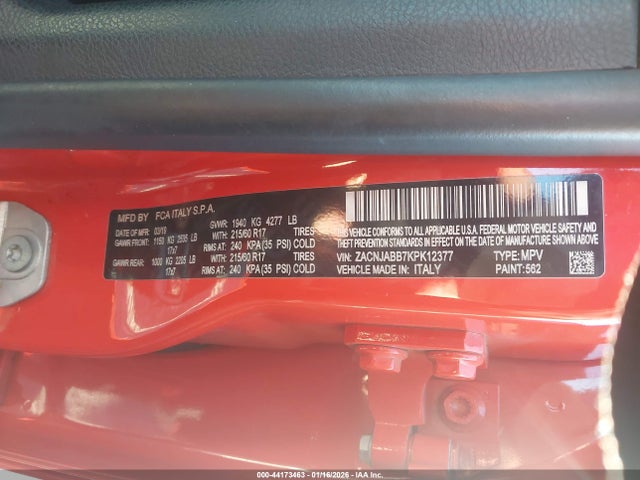 MFD BY FCA ITALY S.P.A.
DATE OF MFR: 03/19 GVWR: 1940 KG 4277 LB
GAWR FRONT: 1150 KG 2535 LB WITH: 215/60 R17 TIRES
17x7 RIMS AT: 240 KPA(35 PSI) COLD
GAWR REAR: 1000 KG 2205 LB WITH: 215/60 R17 TIRES
17x7 RIMS AT: 240 KPA(35 PSI) COLD
THIS VEHICLE CONFORMS TO ALL APPLICABLE U.S.A. FEDERAL MOTOR VEHICLE SAFETY AND
THEFT PREVENTION STANDARDS IN EFFECT ON THE DATE OF MANUFACTURE SHOWN ABOVE
VIN: ZACNJABB7KPK12377 TYPE: MPV
VEHICLE MADE IN: ITALY PAINT: 562
000-44173463 - 01/16/2026 - IAA Inc.